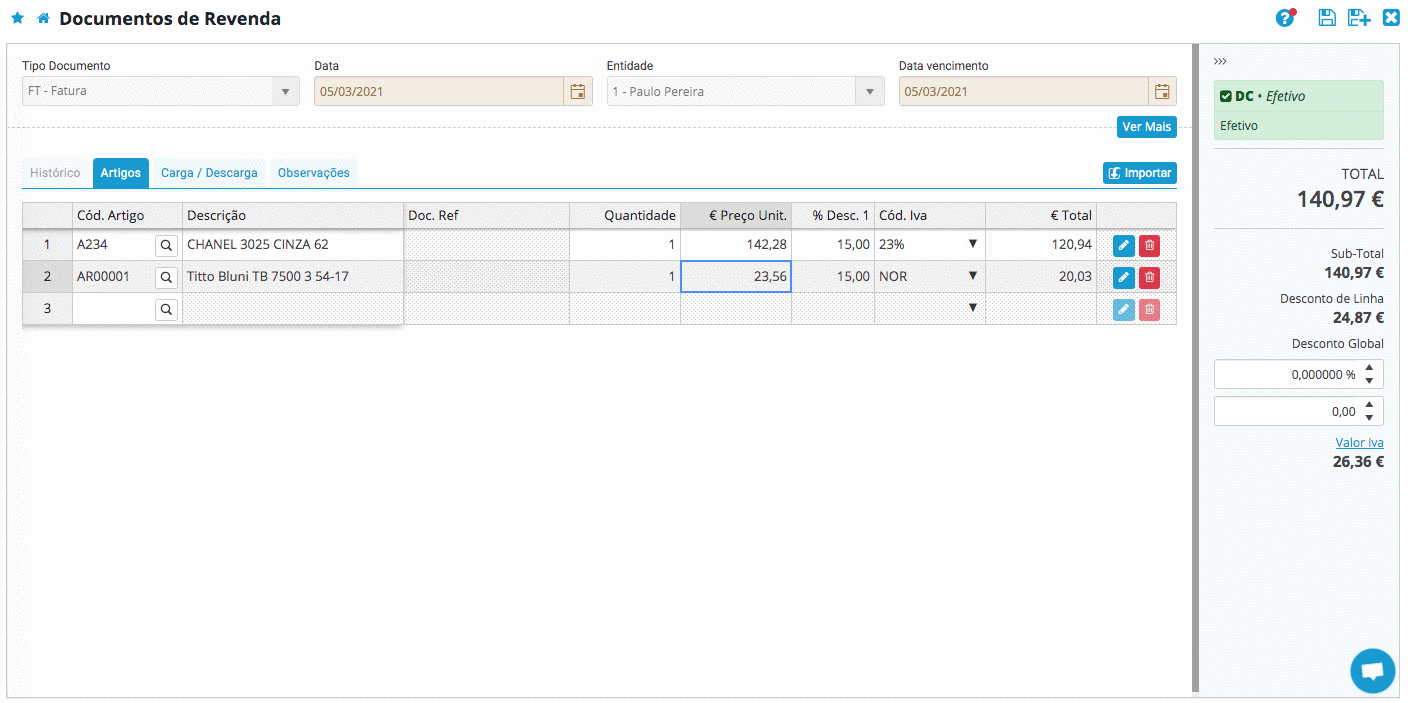 Documentos de Revenda
?
Tipo Documento Data Entidade Data vencimento
FT - Fatura 05/03/2021 1 - Paulo Pereira 05/03/2021
Ver Mais
Histórico Artigos Carga / Descarga Observações Importar
Cód. Artigo Descrição Doc. Ref Quantidade € Preço Unit. % Desc. 1 Cód. Iva € Total
1 A234 CHANEL 3025 CINZA 62 1 142,28 15,00 23% 120,94
2 AR00001 Titto Bluni TB 7500 3 54-17 1 23,56 15,00 NOR 20,03
3
›››
DC • Efetivo
Efetivo
TOTAL
140,97 €
Sub-Total
140,97 €
Desconto de Linha
24,87 €
Desconto Global
0,000000 %
0,00
Valor Iva
26,36 €